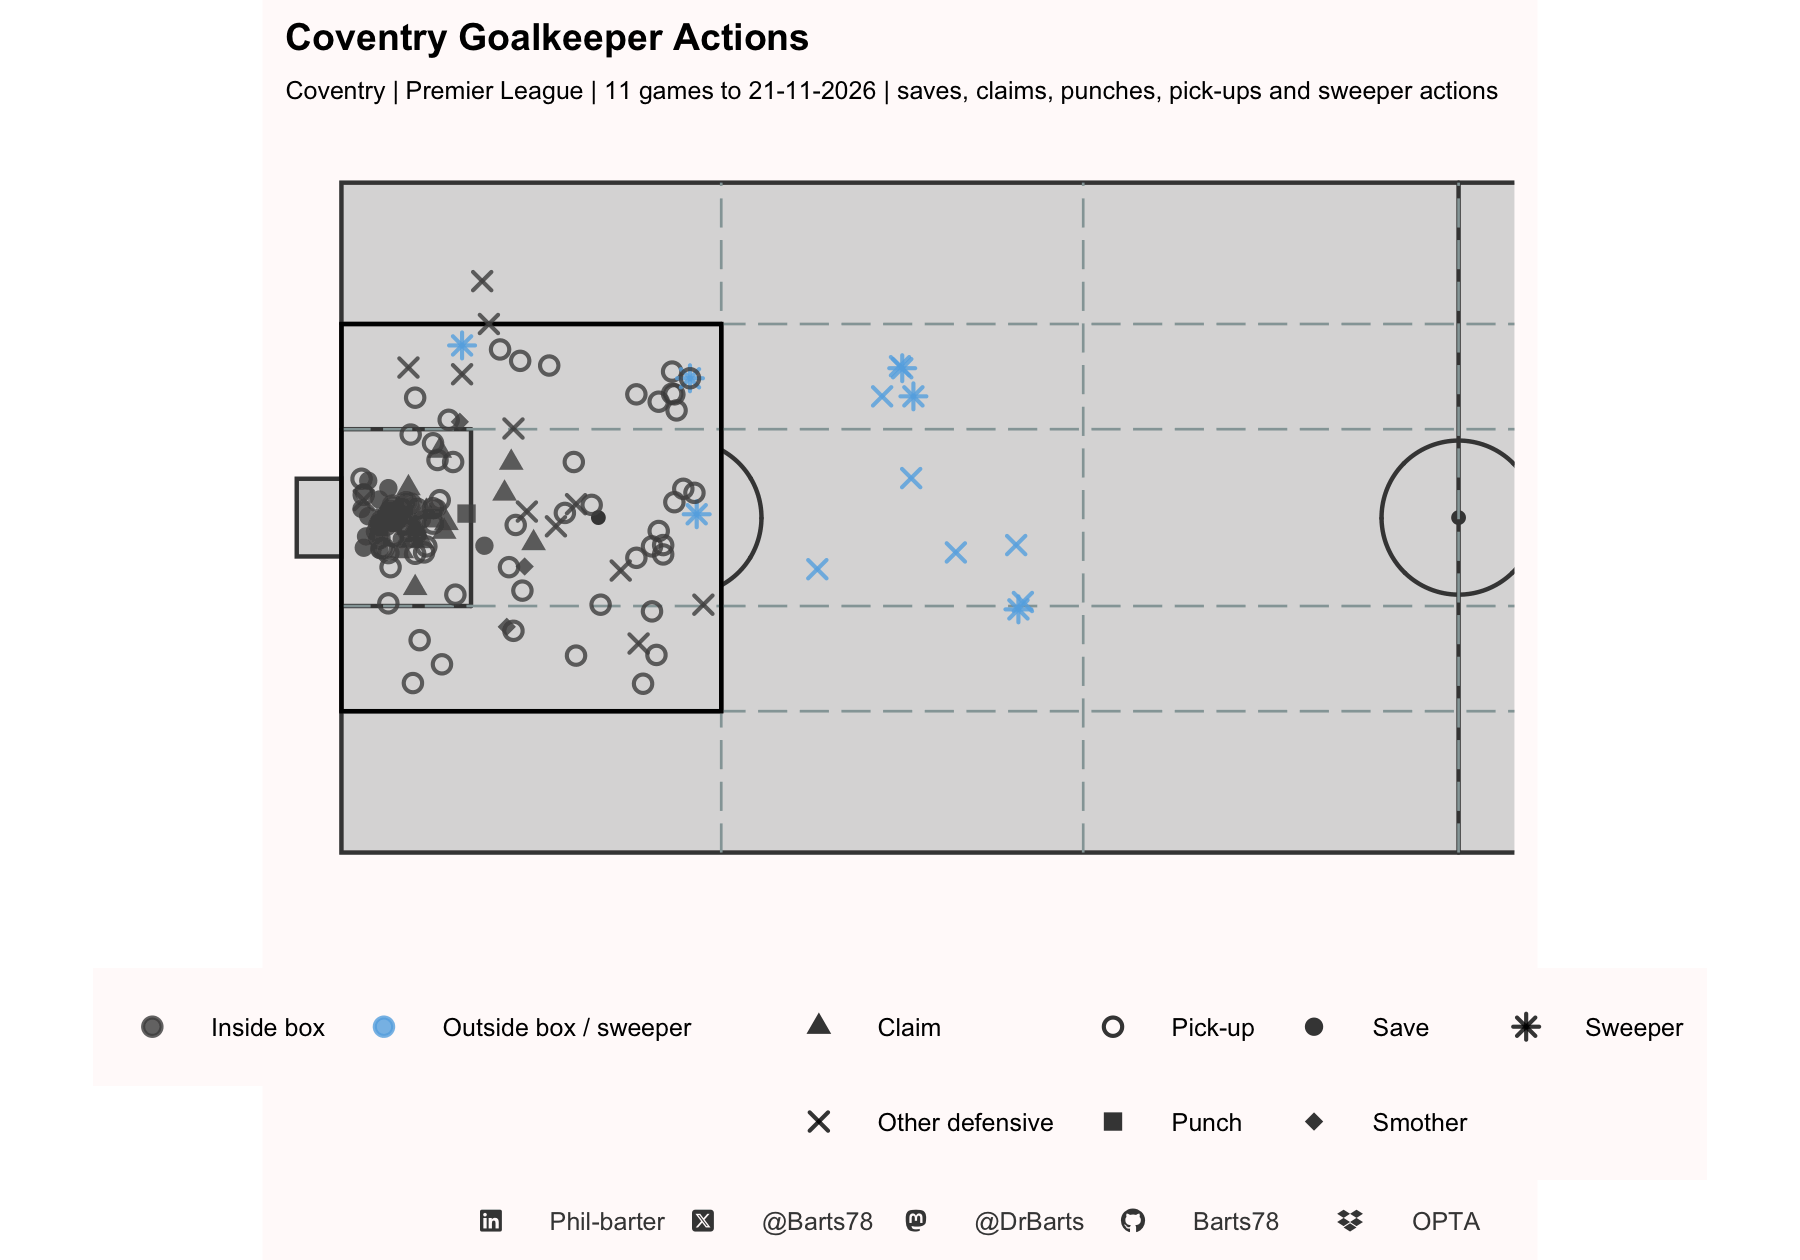 Coventry Goalkeeper Actions
Coventry | Premier League | 11 games to 21-11-2026 | saves, claims, punches, pick-ups and sweeper actions
Inside box Outside box / sweeper Claim Pick-up Save Sweeper
Other defensive Punch Smother
Phil-barter @Barts78 @DrBarts Barts78 OPTA